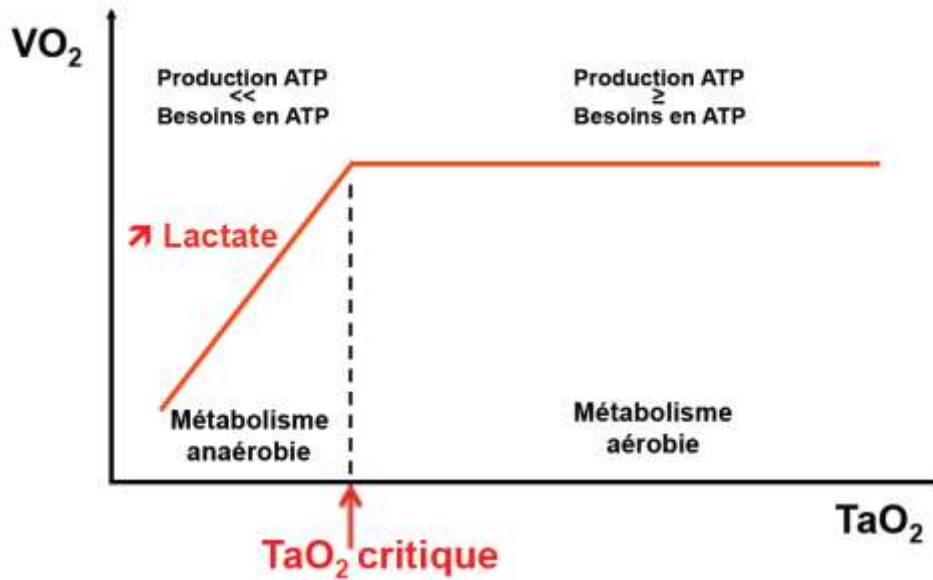 VO₂
Production ATP
<<
Besoins en ATP
Production ATP
≥
Besoins en ATP
↗ Lactate
Métabolisme
anaérobie
Métabolisme
aérobie
TaO₂
TaO₂ critique